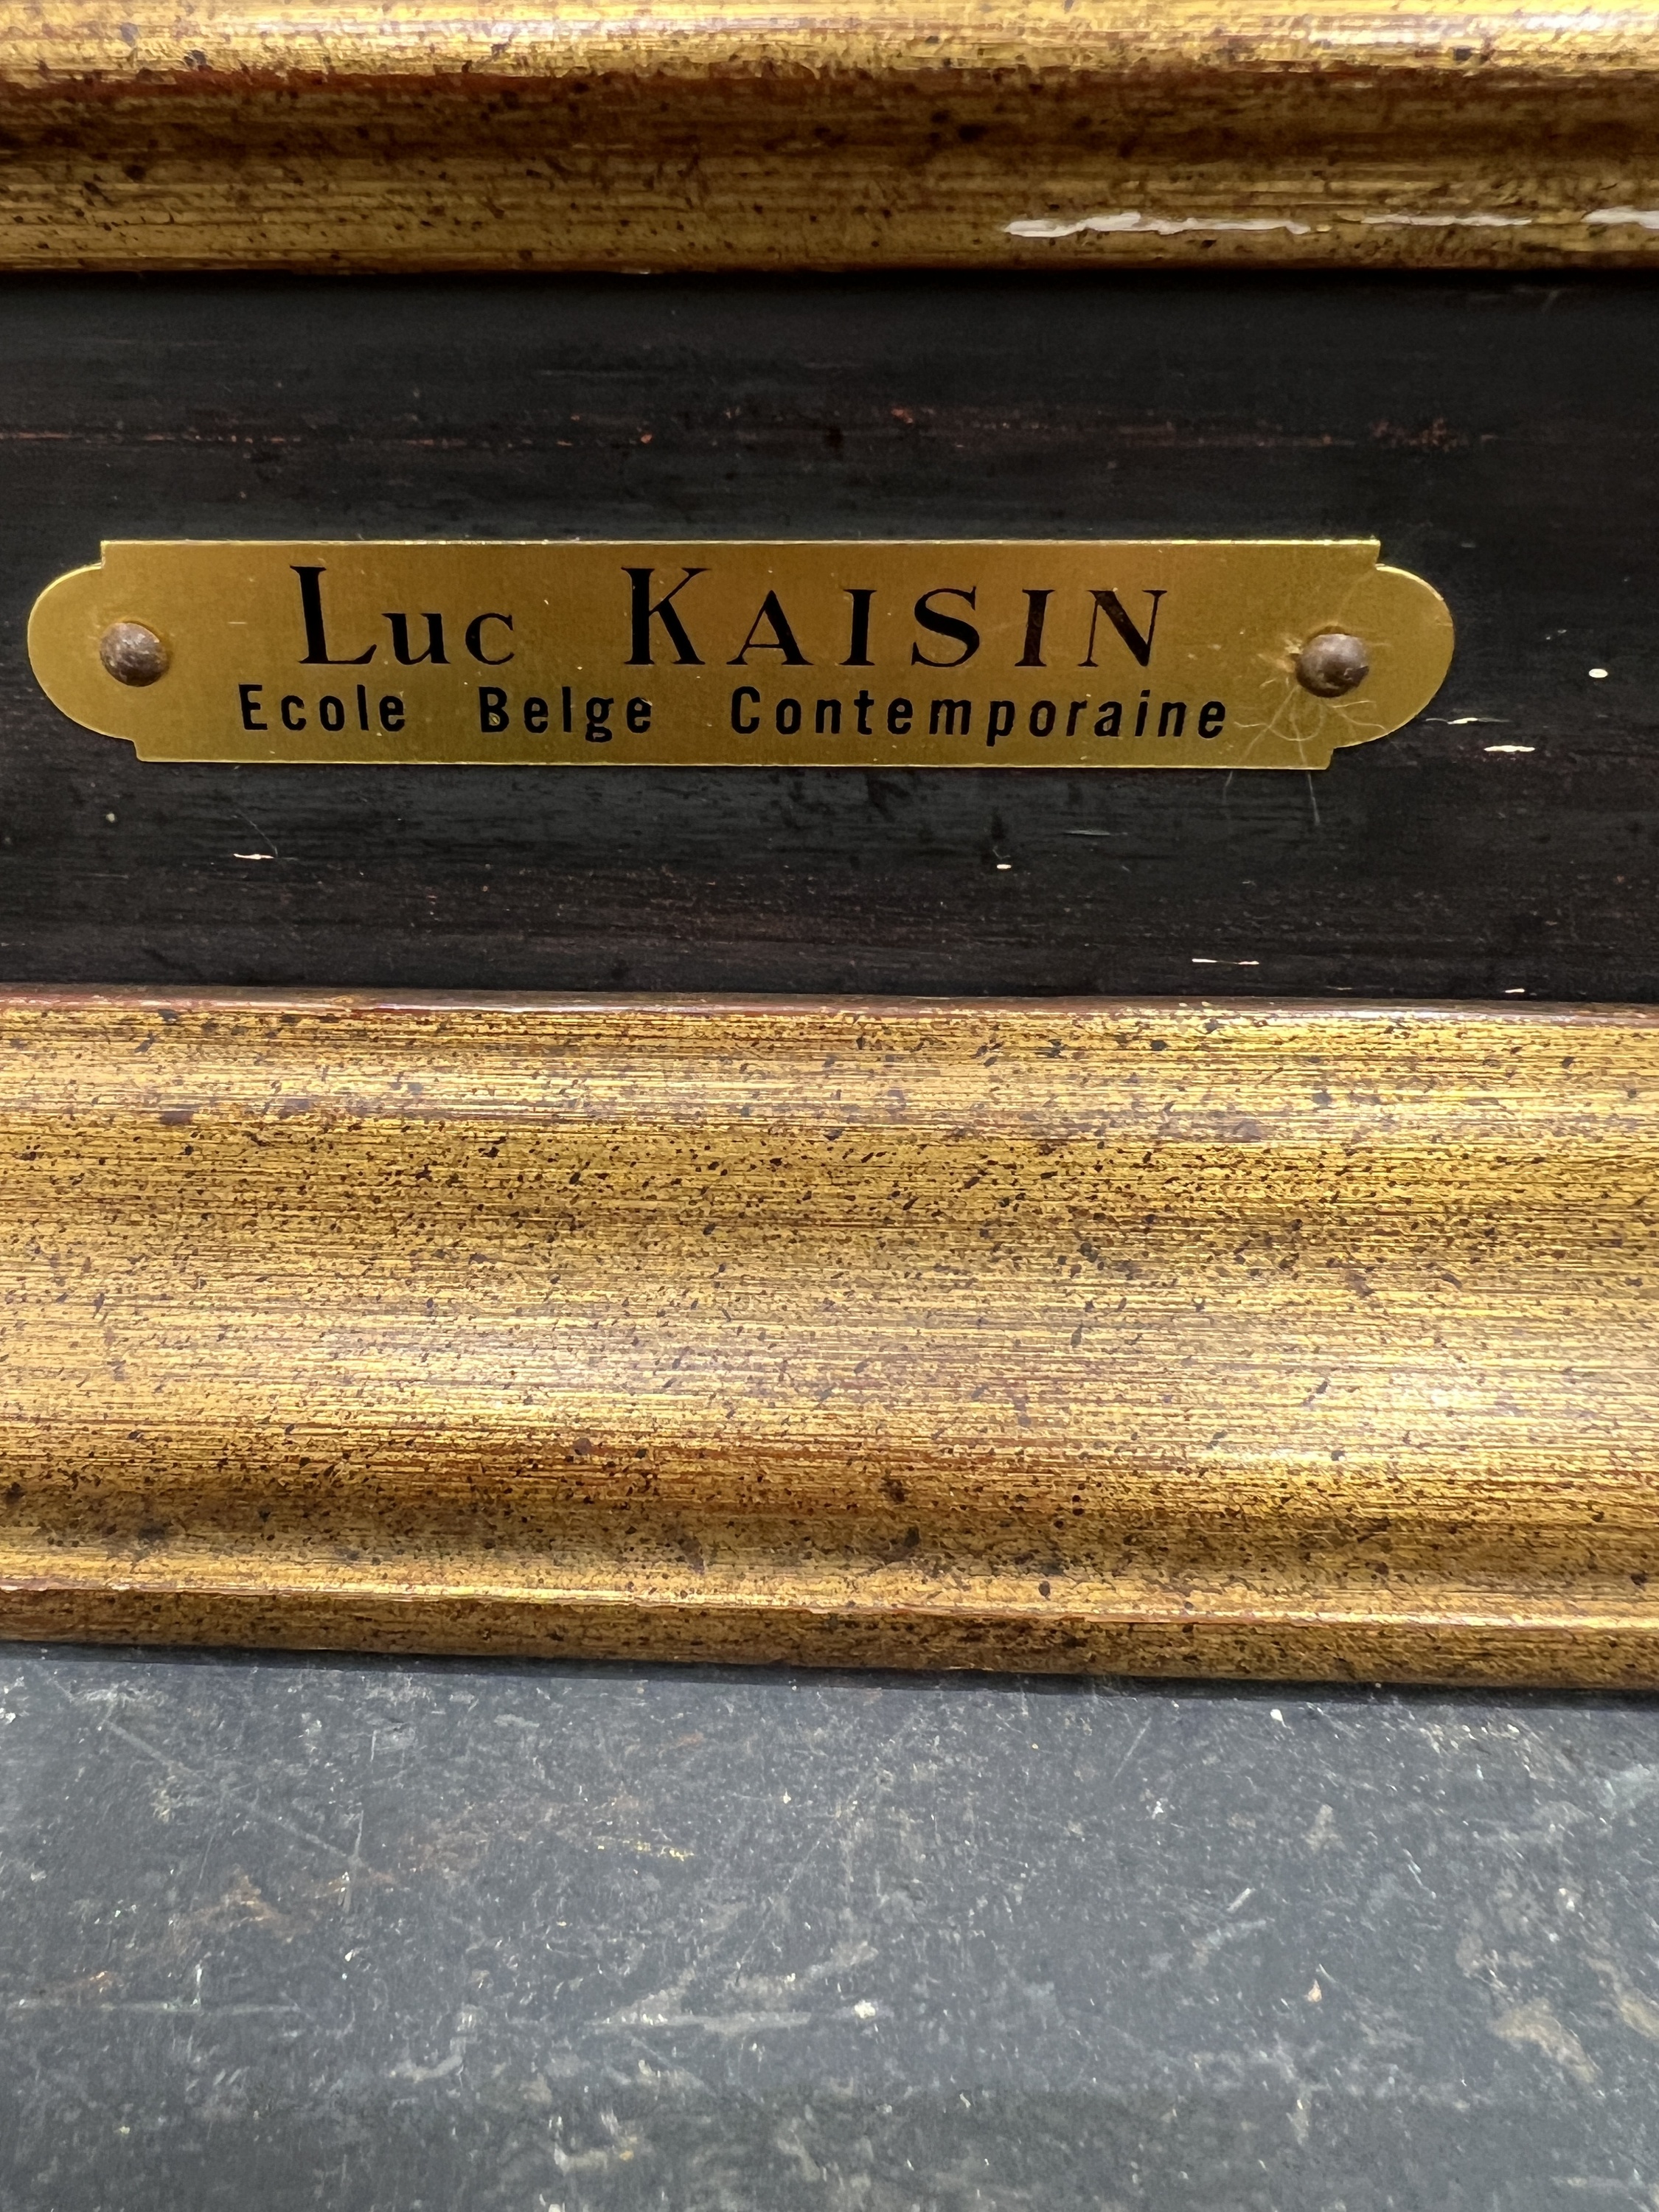 Luc KAISIN
Ecole Belge Contemporaine